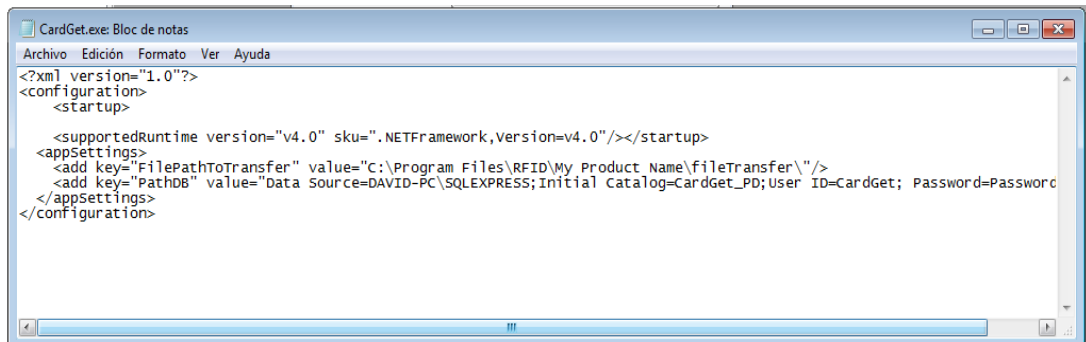 CardGet.exe: Bloc de notas
Archivo Edición Formato Ver Ayuda
<?xml version="1.0"?>
<configuration>
<startup>
<supportedRuntime version="v4.0" sku=".NETFramework,Version=v4.0"/></startup>
<appSettings>
<add key="FilePathToTransfer" value="C:\Program Files\RFID\My Product Name\fileTransfer\"/>
<add key="PathDB" value="Data Source=DAVID-PC\SQLEXPRESS;Initial Catalog=CardGet_PD;User ID=CardGet; Password=Password
</appSettings>
</configuration>